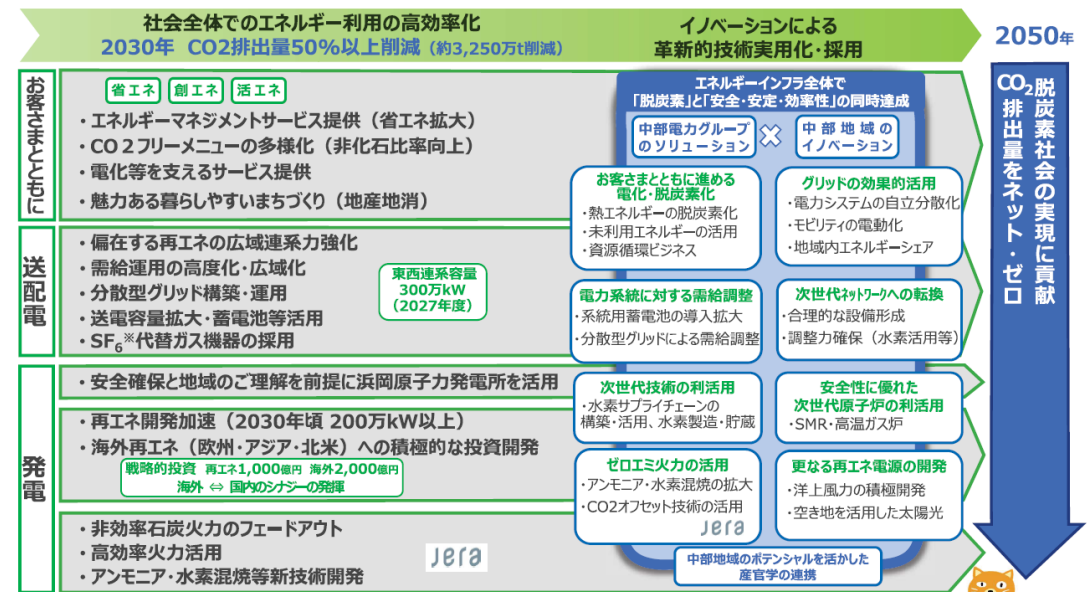 社会全体でのエネルギー利用の高効率化
2030年 CO2排出量50%以上削減（約3,250万t削減）
イノベーションによる
革新的技術実用化・採用
2050年
お客さまとともに
省エネ
創エネ
活エネ
・エネルギーマネジメントサービス提供（省エネ拡大）
・CO２フリーメニューの多様化（非化石比率向上）
・電化等を支えるサービス提供
・魅力ある暮らしやすいまちづくり（地産地消）
送配電
・偏在する再エネの広域連系力強化
・需給運用の高度化・広域化
・分散型グリッド構築・運用
・送電容量拡大・蓄電池等活用
・SF6※代替ガス機器の採用
東西連系容量
300万kW
（2027年度）
発電
・安全確保と地域のご理解を前提に浜岡原子力発電所を活用
・再エネ開発加速（2030年頃 200万kW以上）
・海外再エネ（欧州・アジア・北米）への積極的な投資開発
戦略的投資 再エネ1,000億円 海外2,000億円
海外 ⇔ 国内のシナジーの発揮
・非効率石炭火力のフェードアウト
・高効率火力活用
・アンモニア・水素混焼等新技術開発
Jera
エネルギーインフラ全体で
「脱炭素」と「安全・安定・効率性」の同時達成
中部電力グループ
のソリューション
中部地域の
イノベーション
お客さまとともに進める
電化・脱炭素化
・熱エネルギーの脱炭素化
・未利用エネルギーの活用
・資源循環ビジネス
グリッドの効果的活用
・電力システムの自立分散化
・モビリティの電動化
・地域内エネルギーシェア
電力系統に対する需給調整
・系統用蓄電池の導入拡大
・分散型グリッドによる需給調整
次世代ネットワークへの転換
・合理的な設備形成
・調整力確保（水素活用等）
次世代技術の利活用
・水素サプライチェーンの
構築・活用、水素製造・貯蔵
安全性に優れた
次世代原子炉の利活用
・SMR・高温ガス炉
ゼロエミ火力の活用
・アンモニア・水素混焼の拡大
・CO2オフセット技術の活用
Jera
更なる再エネ電源の開発
・洋上風力の積極開発
・空き地を活用した太陽光
中部地域のポテンシャルを活かした
産官学の連携
脱炭素社会の実現に貢献
CO2排出量をネット・ゼロ